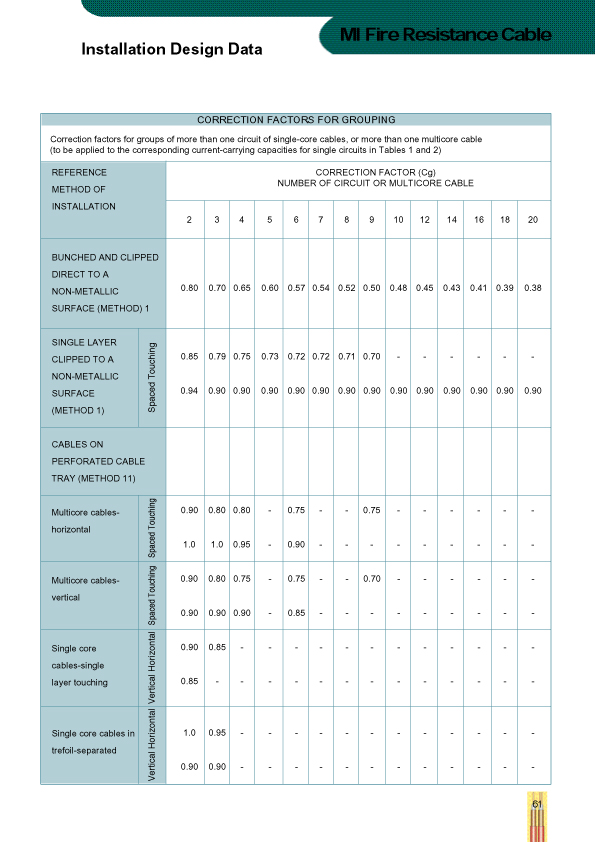 MI Fire Resistance Cable
Installation Design Data
CORRECTION FACTORS FOR GROUPING
Correction factors for groups of more than one circuit of single-core cables, or more than one multicore cable
(to be applied to the corresponding current-carrying capacities for single circuits in Tables 1 and 2)
REFERENCE
METHOD OF
INSTALLATION
CORRECTION FACTOR (Cg)
NUMBER OF CIRCUIT OR MULTICORE CABLE
2 3 4 5 6 7 8 9 10 12 14 16 18 20
BUNCHED AND CLIPPED
DIRECT TO A
NON-METALLIC
SURFACE (METHOD) 1
0.80 0.70 0.65 0.60 0.57 0.54 0.52 0.50 0.48 0.45 0.43 0.41 0.39 0.38
SINGLE LAYER
CLIPPED TO A
NON-METALLIC
SURFACE
(METHOD 1)
Spaced Touching
0.85 0.79 0.75 0.73 0.72 0.72 0.71 0.70 - - - - - -
0.94 0.90 0.90 0.90 0.90 0.90 0.90 0.90 0.90 0.90 0.90 0.90 0.90 0.90
CABLES ON
PERFORATED CABLE
TRAY (METHOD 11)
Multicore cables-
horizontal
Spaced Touching
0.90 0.80 0.80 - 0.75 - - 0.75 - - - - - -
1.0 1.0 0.95 - 0.90 - - - - - - - - -
Multicore cables-
vertical
Spaced Touching
0.90 0.80 0.75 - 0.75 - - 0.70 - - - - - -
0.90 0.90 0.90 - 0.85 - - - - - - - - -
Single core
cables-single
layer touching
Vertical Horizontal
0.90 0.85 - - - - - - - - - - - -
0.85 - - - - - - - - - - - - -
Single core cables in
trefoil-separated
Vertical Horizontal
1.0 0.95 - - - - - - - - - - - -
0.90 0.90 - - - - - - - - - - - -
61